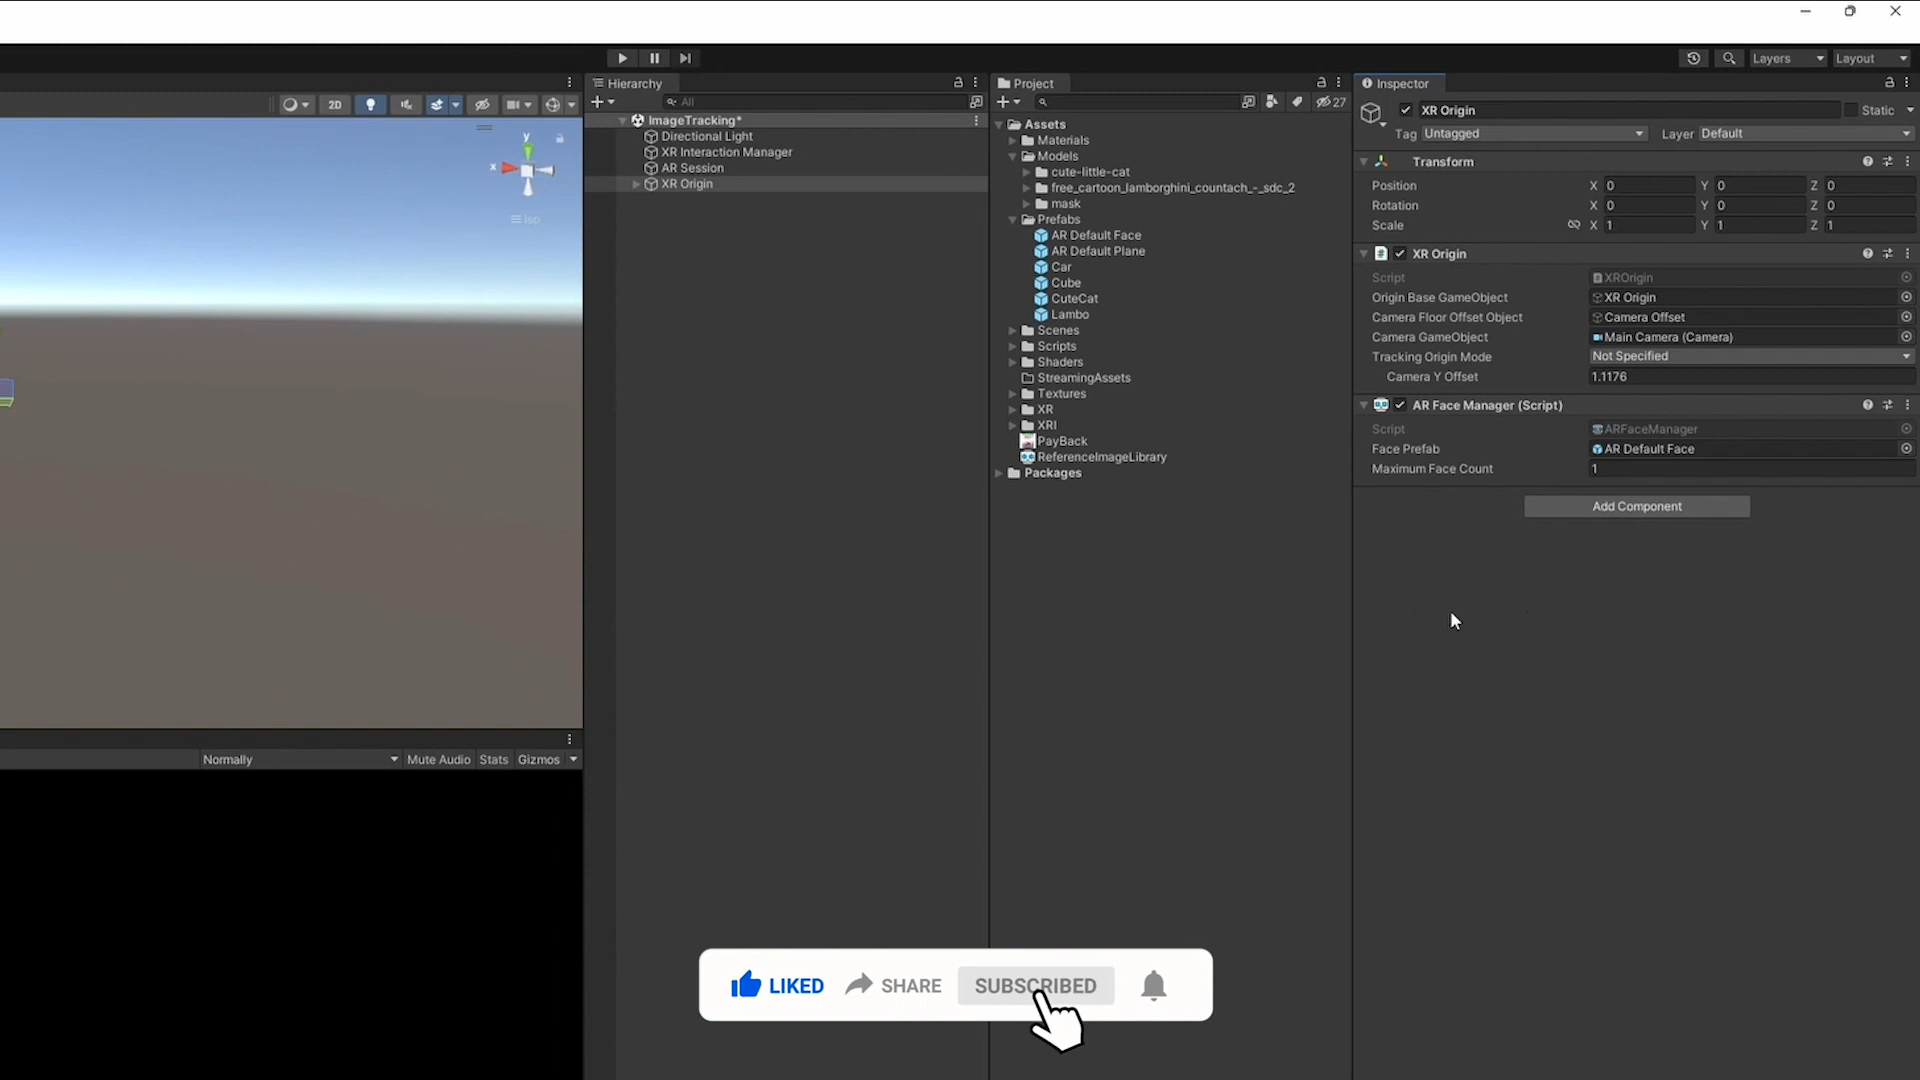 Layers
Layout
Hierarchy
Project
Inspector
2D
All
27
XR Origin
Static
ImageTracking*
Directional Light
XR Interaction Manager
AR Session
XR Origin
y
x
Iso
Assets
Materials
Models
cute-little-cat
free_cartoon_lamborghini_countach_-_sdc_2
mask
Prefabs
AR Default Face
AR Default Plane
Car
Cube
CuteCat
Lambo
Scenes
Scripts
Shaders
StreamingAssets
Textures
XR
XRI
PayBack
ReferenceImageLibrary
Packages
Tag Untagged Layer Default
Transform
Position X 0 Y 0 Z 0
Rotation X 0 Y 0 Z 0
Scale X 1 Y 1 Z 1
XR Origin
Script XROrigin
Origin Base GameObject XR Origin
Camera Floor Offset Object Camera Offset
Camera GameObject Main Camera (Camera)
Tracking Origin Mode Not Specified
Camera Y Offset 1.1176
AR Face Manager (Script)
Script ARFaceManager
Face Prefab AR Default Face
Maximum Face Count 1
Add Component
Normally Mute Audio Stats Gizmos
LIKED SHARE SUBSCRIBED